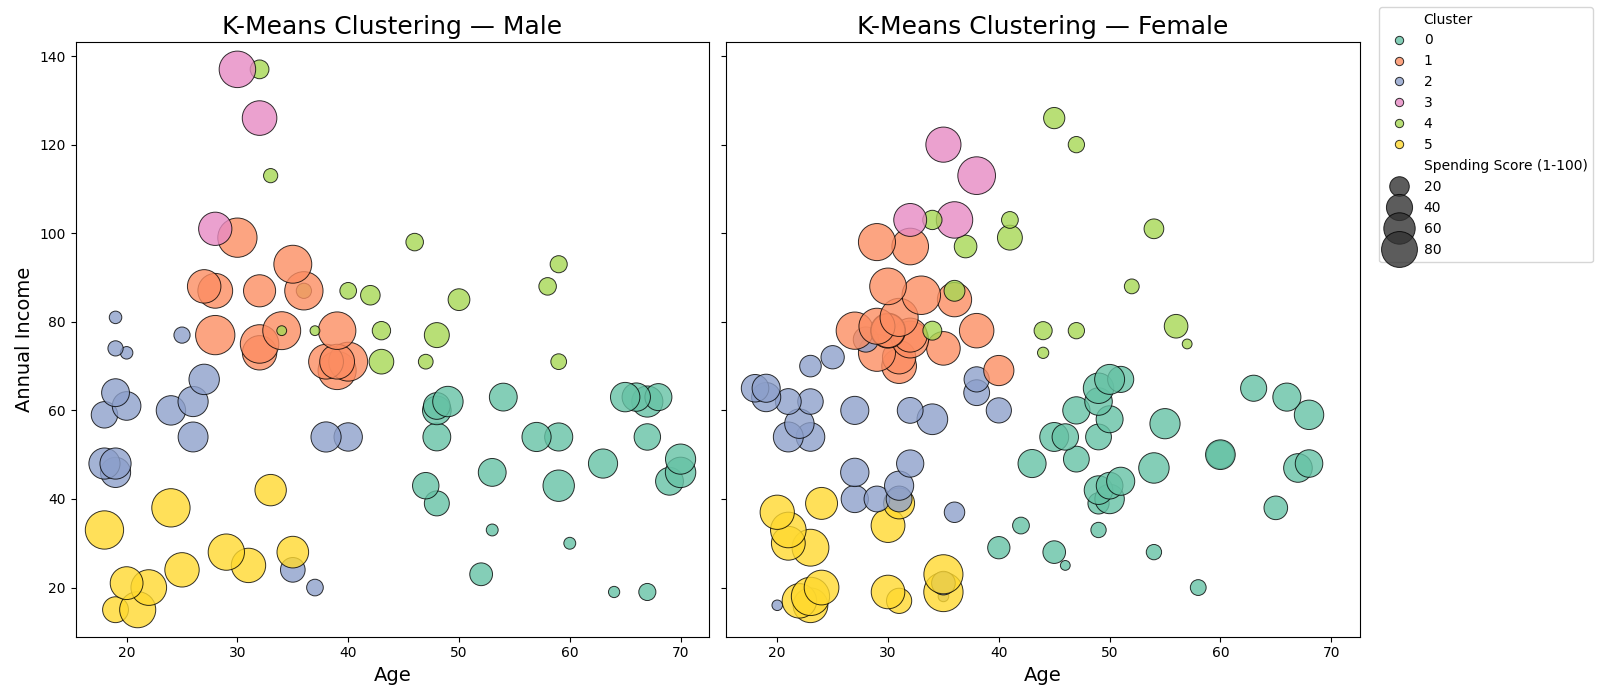 K-Means Clustering — Male
K-Means Clustering — Female
Cluster
0
1
2
3
4
5
Spending Score (1-100)
20
40
60
80
Annual Income
140
120
100
80
60
40
20
20 30 40 50 60 70
20 30 40 50 60 70
Age
Age